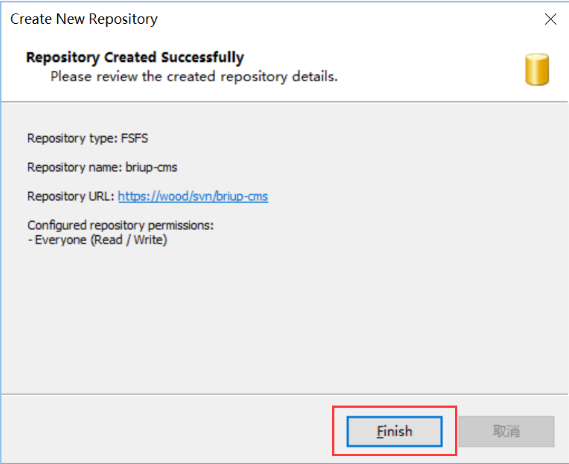 Create New Repository
Repository Created Successfully
Please review the created repository details.
Repository type: FSFS
Repository name: briup-cms
Repository URL: https://wood/svn/briup-cms
Configured repository permissions:
- Everyone (Read / Write)
Finish
取消